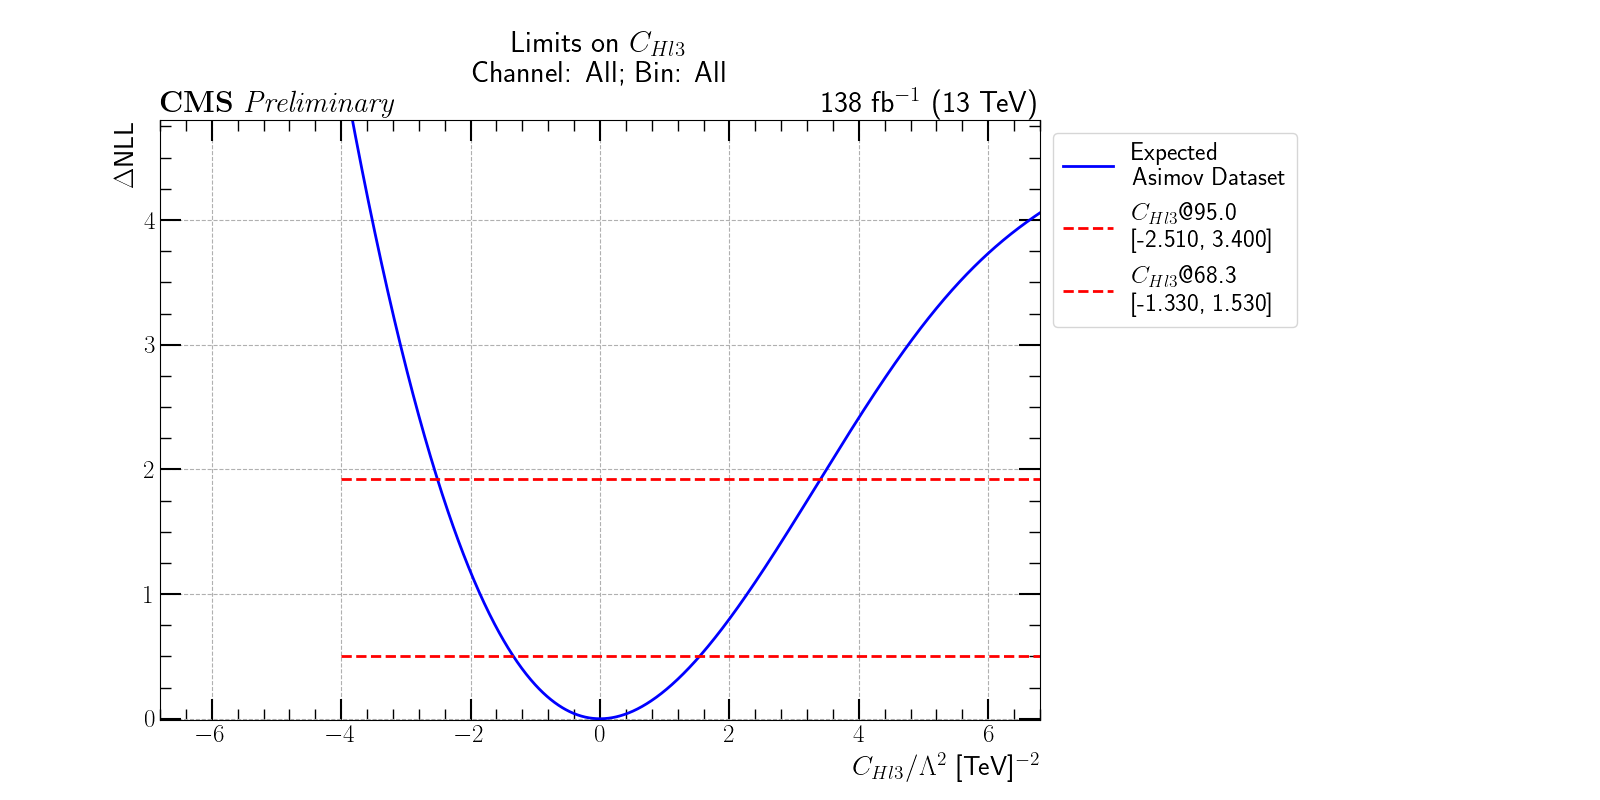 Limits on C_{Hl3}
Channel: All; Bin: All
CMS Preliminary
138 fb^{-1} (13 TeV)
ΔNLL
4
3
2
1
0
−6 −4 −2 0 2 4 6
C_{Hl3}/Λ^2 [TeV]^{-2}
Expected
Asimov Dataset
C_{Hl3}@95.0
[-2.510, 3.400]
C_{Hl3}@68.3
[-1.330, 1.530]